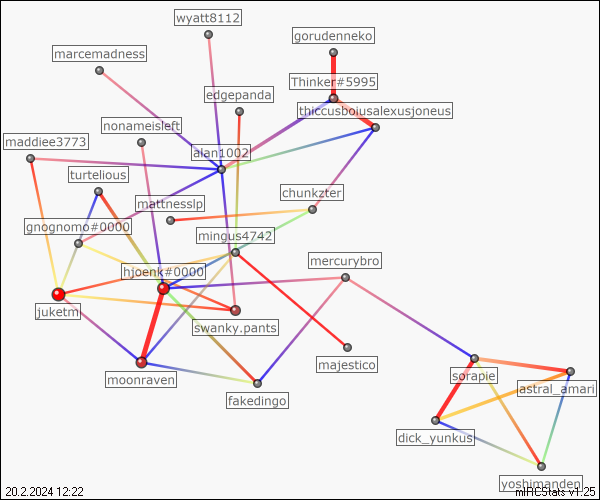 wyatt8112
gorudenneko
marcemadness
Thinker#5995
edgepanda
thiccusboiusalexusjoneus
nonameisleft
maddiee3773
alan1002
turtelious
chunkzter
mattnesslp
gnognomo#0000
mingus4742
mercurybro
hjoenk#0000
juketm
swanky.pants
majestico
moonraven
sorapie
astral_amari
fakedingo
dick_yunkus
yoshimanden
20.2.2024 12:22
mIRCStats v1.25